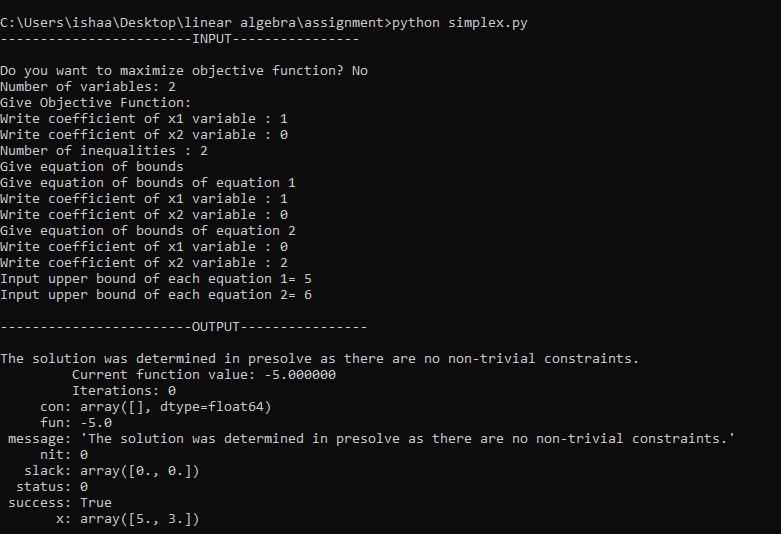 C:\Users\ishaa\Desktop\linear algebra\assignment>python simplex.py
------------------------INPUT----------------
Do you want to maximize objective function? No
Number of variables: 2
Give Objective Function:
Write coefficient of x1 variable : 1
Write coefficient of x2 variable : 0
Number of inequalities : 2
Give equation of bounds
Give equation of bounds of equation 1
Write coefficient of x1 variable : 1
Write coefficient of x2 variable : 0
Give equation of bounds of equation 2
Write coefficient of x1 variable : 0
Write coefficient of x2 variable : 2
Input upper bound of each equation 1= 5
Input upper bound of each equation 2= 6
------------------------OUTPUT----------------
The solution was determined in presolve as there are no non-trivial constraints.
         Current function value: -5.000000
         Iterations: 0
     con: array([], dtype=float64)
     fun: -5.0
 message: 'The solution was determined in presolve as there are no non-trivial constraints.'
     nit: 0
   slack: array([0., 0.])
  status: 0
 success: True
       x: array([5., 3.])